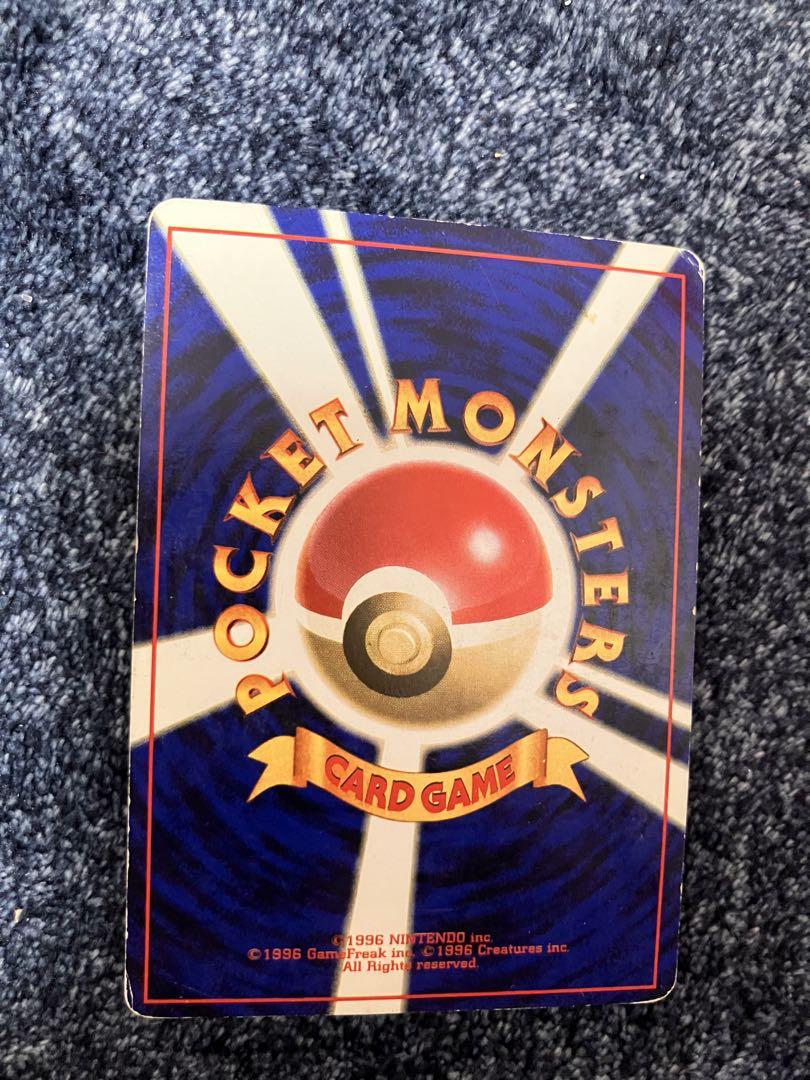 POCKET MONSTERS
CARD GAME
©1996 NINTENDO inc.
©1996 GameFreak inc. ©1996 Creatures inc.
All Rights reserved.